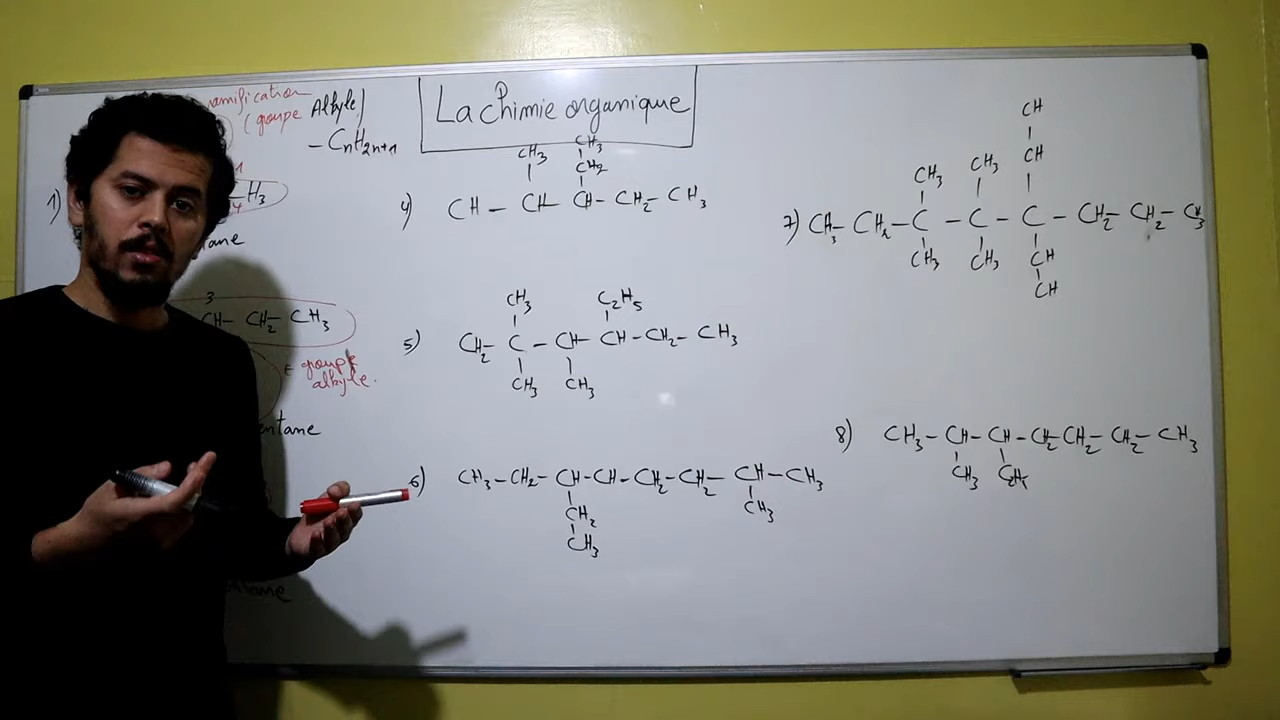 La chimie organique
ramification
(groupe Alkyle)
– CnH2n+1
1)
H3
ane
3
CH– CH2– CH3
← groupe
alkyle.
entane
4)
CH3
CH2
CH3
CH – CH– CH– CH2– CH3
5)
CH3 C2H5
CH2– C – CH– CH–CH2– CH3
CH3 CH3
6)
CH3–CH2–CH–CH–CH2–CH2–CH–CH3
CH2 CH3
CH3
7)
CH
CH3 CH3 CH
CH3– CH2– C – C – C – CH2– CH2– CH3
CH3 CH3 CH
CH
8)
CH3– CH–CH–CH2–CH2–CH2–CH3
CH3 C2H5